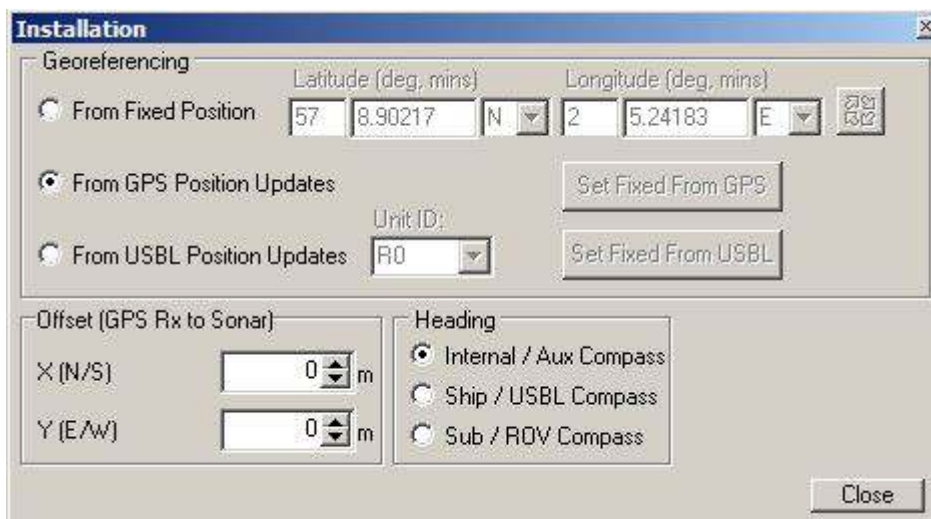 Installation
Georeferencing
Latitude (deg, mins) Longitude (deg, mins)
From Fixed Position 57 8.90217 N 2 5.24183 E
From GPS Position Updates Set Fixed From GPS
Unit ID:
From USBL Position Updates R0 Set Fixed From USBL
Offset (GPS Rx to Sonar) Heading
Internal / Aux Compass
X (N/S) 0 m
Ship / USBL Compass
Y (E/W) 0 m
Sub / ROV Compass
Close